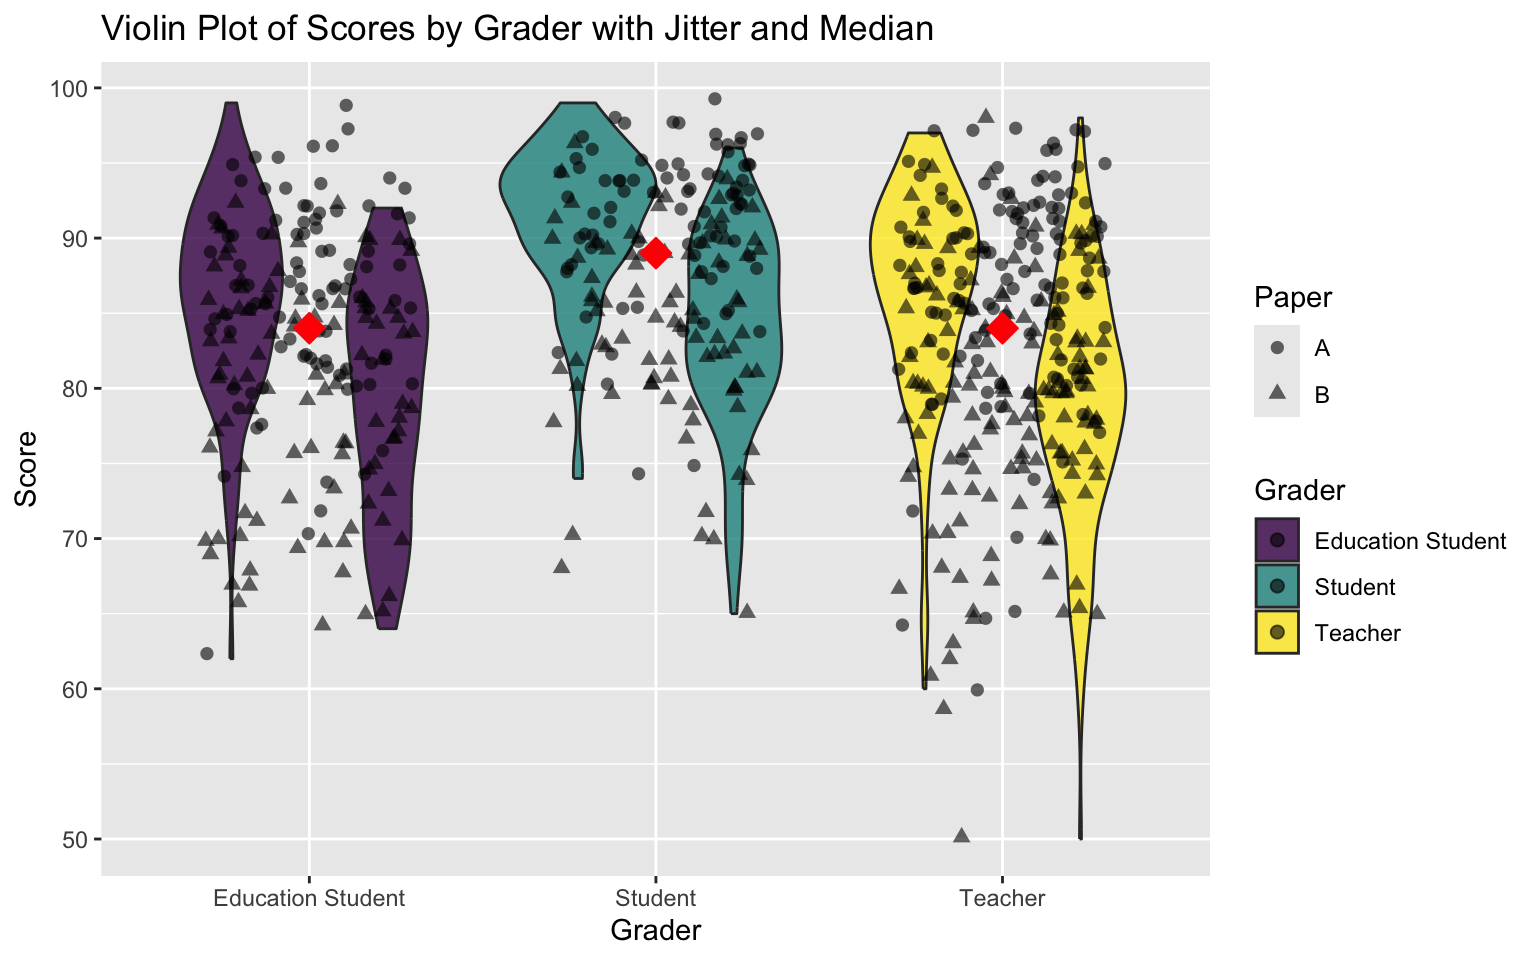 Violin Plot of Scores by Grader with Jitter and Median
Score
100
90
80
70
60
50
Education Student
Student
Teacher
Grader
Paper
A
B
Grader
Education Student
Student
Teacher